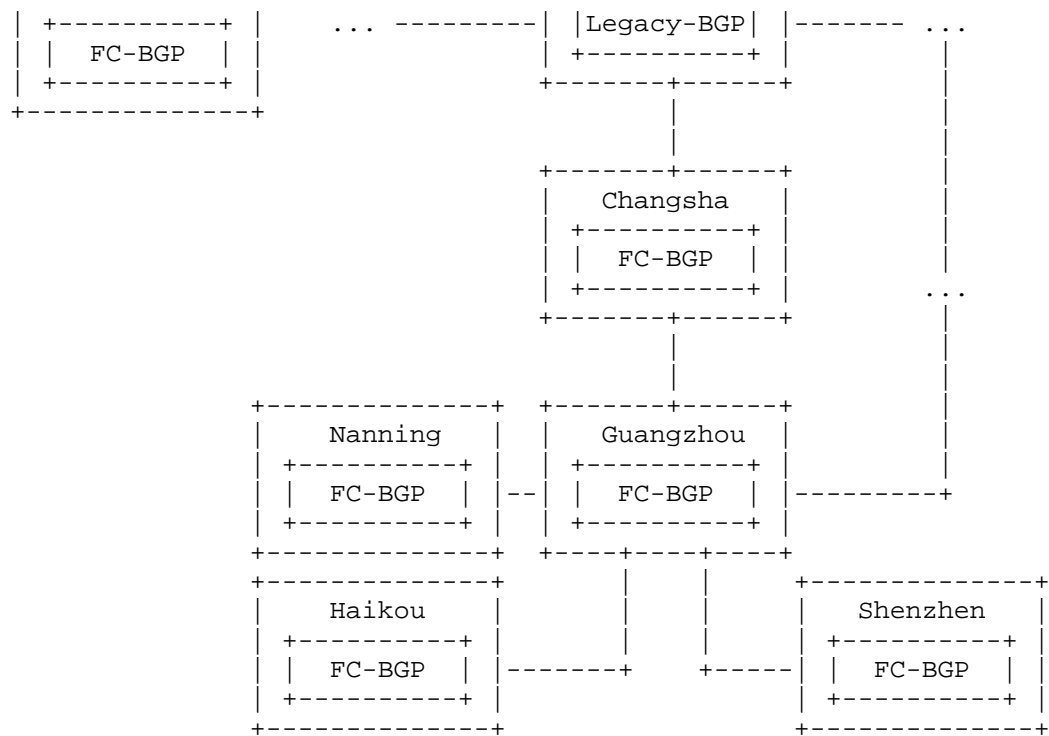 ... Legacy-BGP ...
FC-BGP
Changsha
FC-BGP
...
Nanning Guangzhou
FC-BGP FC-BGP
Haikou Shenzhen
FC-BGP FC-BGP